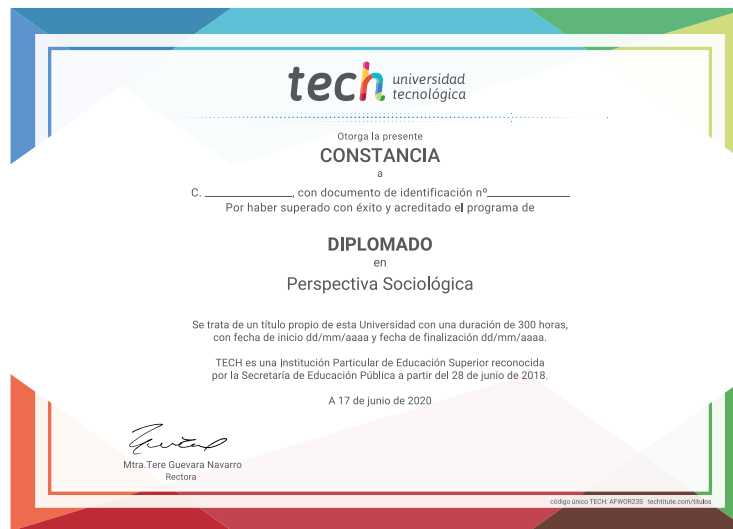 tech universidad
tecnológica
Otorga la presente
CONSTANCIA
a
C. ________________, con documento de identificación nº________________
Por haber superado con éxito y acreditado el programa de
DIPLOMADO
en
Perspectiva Sociológica
Se trata de un título propio de esta Universidad con una duración de 300 horas,
con fecha de inicio dd/mm/aaaa y fecha de finalización dd/mm/aaaa.
TECH es una Institución Particular de Educación Superior reconocida
por la Secretaría de Educación Pública a partir del 28 de junio de 2018.
A 17 de junio de 2020
Mtra.Tere Guevara Navarro
Rectora
código único TECH: AFWOR23S techtitute.com/titulos